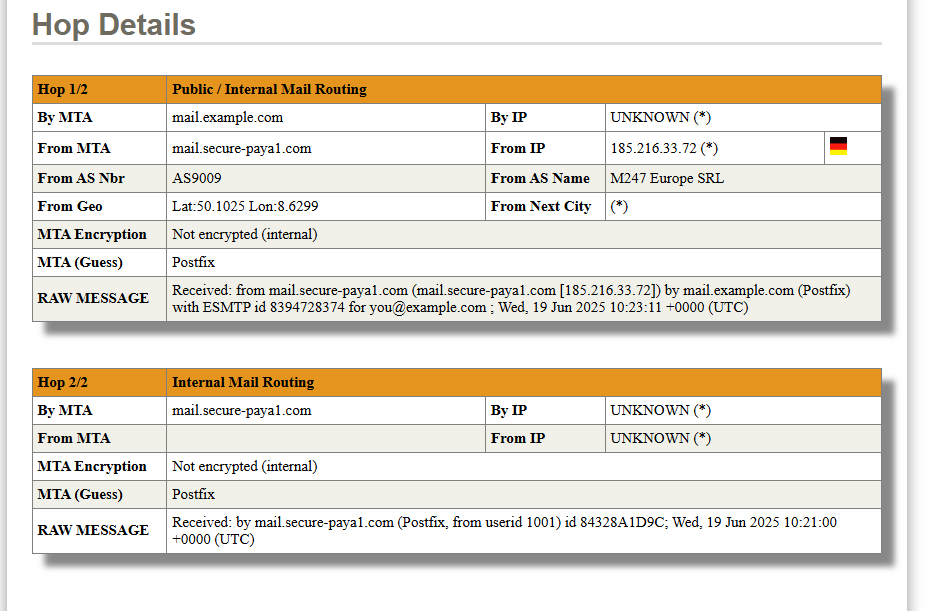 Hop Details
Hop 1/2 Public / Internal Mail Routing
By MTA mail.example.com By IP UNKNOWN (*)
From MTA mail.secure-paya1.com From IP 185.216.33.72 (*)
From AS Nbr AS9009 From AS Name M247 Europe SRL
From Geo Lat:50.1025 Lon:8.6299 From Next City (*)
MTA Encryption Not encrypted (internal)
MTA (Guess) Postfix
RAW MESSAGE Received: from mail.secure-paya1.com (mail.secure-paya1.com [185.216.33.72]) by mail.example.com (Postfix)
with ESMTP id 8394728374 for you@example.com ; Wed, 19 Jun 2025 10:23:11 +0000 (UTC)
Hop 2/2 Internal Mail Routing
By MTA mail.secure-paya1.com By IP UNKNOWN (*)
From MTA From IP UNKNOWN (*)
MTA Encryption Not encrypted (internal)
MTA (Guess) Postfix
RAW MESSAGE Received: by mail.secure-paya1.com (Postfix, from userid 1001) id 84328A1D9C; Wed, 19 Jun 2025 10:21:00
+0000 (UTC)